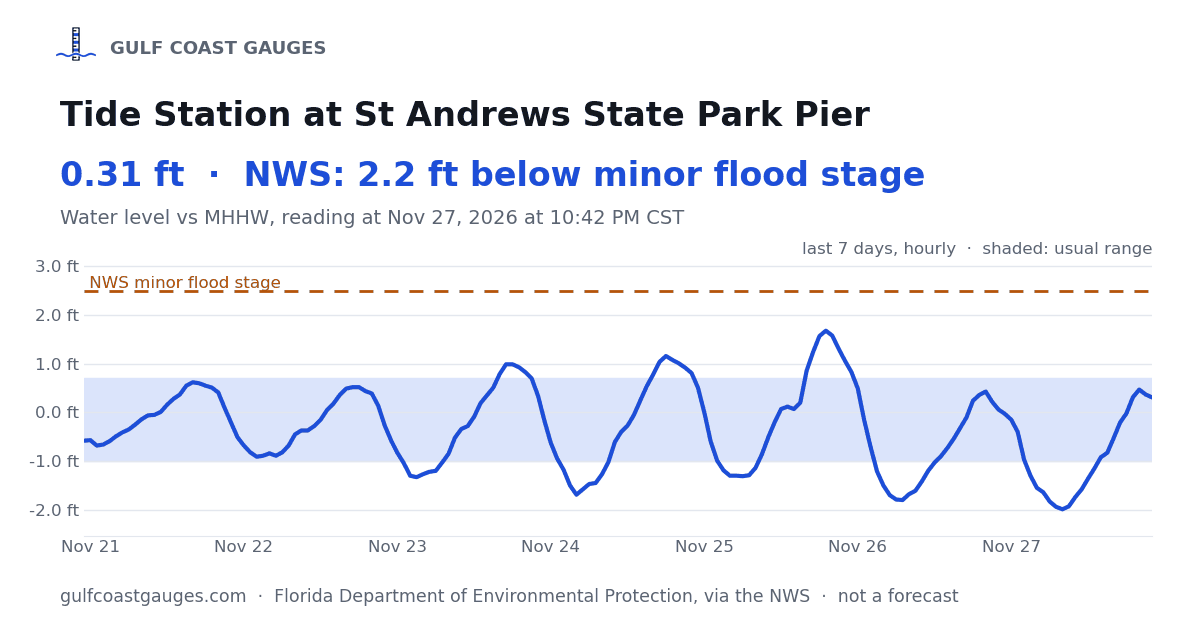 GULF COAST GAUGES
Tide Station at St Andrews State Park Pier
0.31 ft · NWS: 2.2 ft below minor flood stage
Water level vs MHHW, reading at Nov 27, 2026 at 10:42 PM CST
last 7 days, hourly · shaded: usual range
3.0 ft
NWS minor flood stage
2.0 ft
1.0 ft
0.0 ft
-1.0 ft
-2.0 ft
Nov 21 Nov 22 Nov 23 Nov 24 Nov 25 Nov 26 Nov 27
gulfcoastgauges.com · Florida Department of Environmental Protection, via the NWS · not a forecast